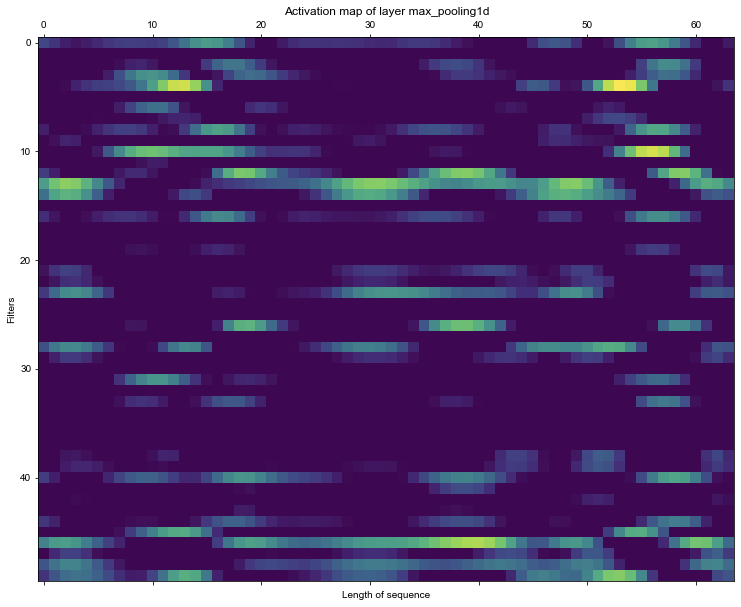 Activation map of layer max_pooling1d
0 10 20 30 40 50 60
0
10
20
30
40
Filters
Length of sequence